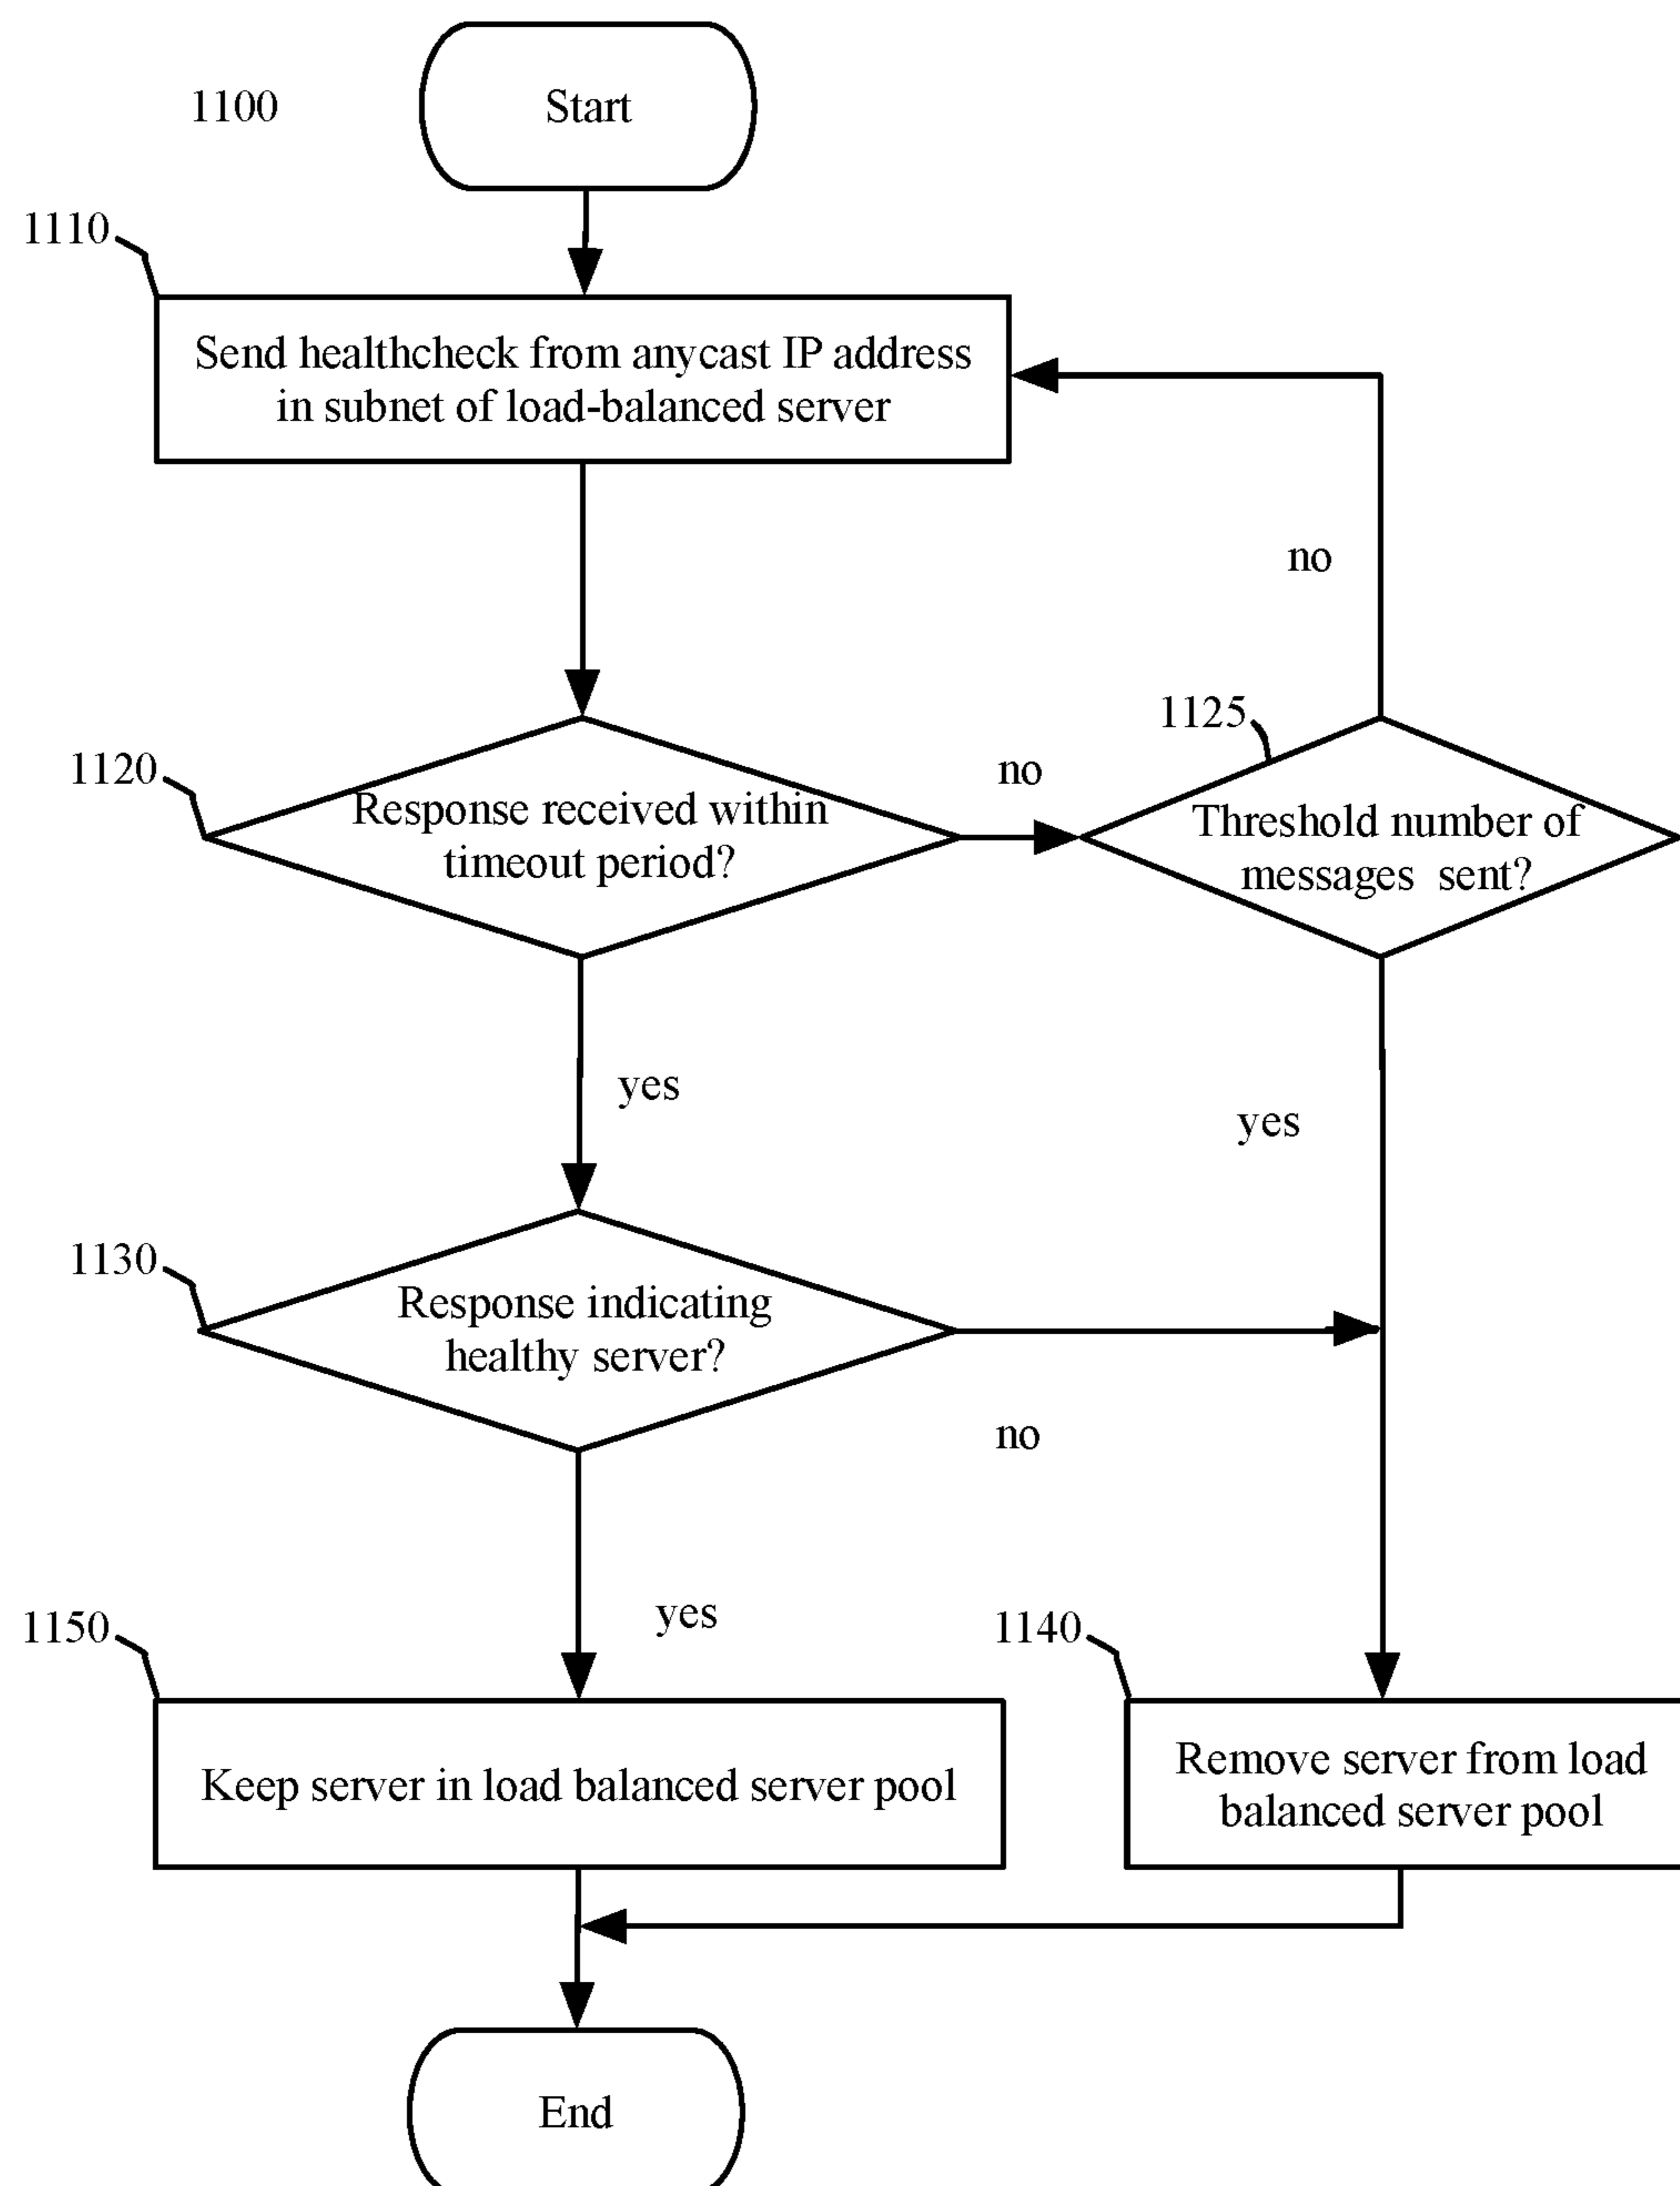 1100
Start
1110
Send healthcheck from anycast IP address
in subnet of load-balanced server
no
1125
1120
no
Response received within
timeout period?
Threshold number of
messages sent?
yes
yes
1130
Response indicating
healthy server?
no
yes
1150
1140
Keep server in load balanced server pool
Remove server from load
balanced server pool
End